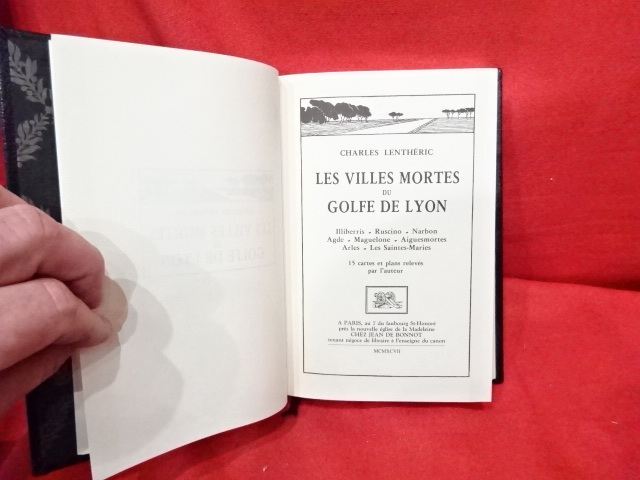 CHARLES LENTHÉRIC
LES VILLES MORTES
DU
GOLFE DE LYON
Illiberris • Ruscino • Narbon
Agde • Maguelone • Aiguesmortes
Arles • Les Saintes-Maries
15 cartes et plans relevés
par l'auteur
A PARIS, au 7 du faubourg St-Honoré
près la nouvelle église de la Madeleine
CHEZ JEAN DE BONNOT
tenant négoce de libraire à l'enseigne du canon
MCMXCVII